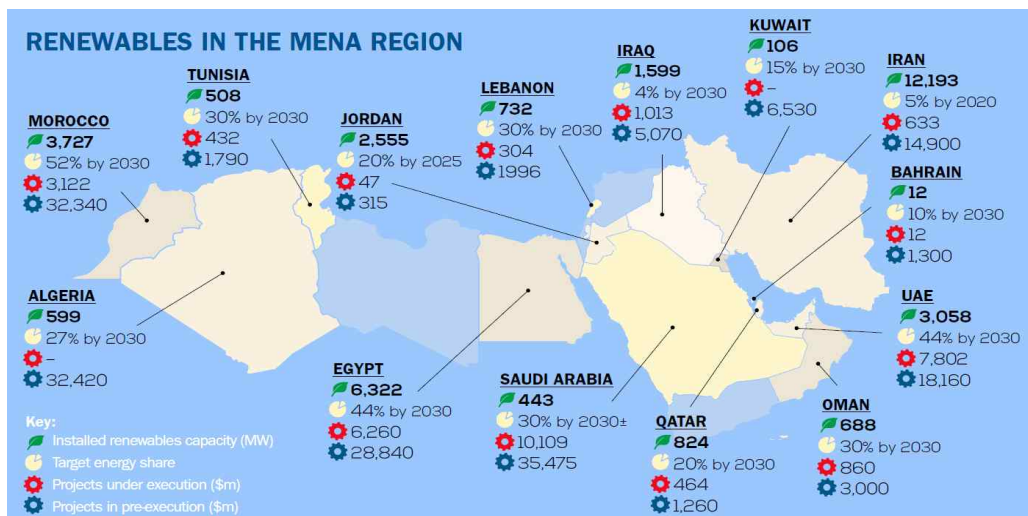 RENEWABLES IN THE MENA REGION
MOROCCO
3,727
52% by 2030
3,122
32,340
TUNISIA
508
30% by 2030
432
1,790
JORDAN
2,555
20% by 2025
47
315
LEBANON
732
30% by 2030
304
1996
IRAQ
1,599
4% by 2030
1,013
5,070
KUWAIT
106
15% by 2030
–
6,530
IRAN
12,193
5% by 2020
633
14,900
BAHRAIN
12
10% by 2030
12
1,300
ALGERIA
599
27% by 2030
–
32,420
EGYPT
6,322
44% by 2030
6,260
28,840
SAUDI ARABIA
443
30% by 2030±
10,109
35,475
QATAR
824
20% by 2030
464
1,260
OMAN
688
30% by 2030
860
3,000
UAE
3,058
44% by 2030
7,802
18,160
Key:
Installed renewables capacity (MW)
Target energy share
Projects under execution ($m)
Projects in pre-execution ($m)